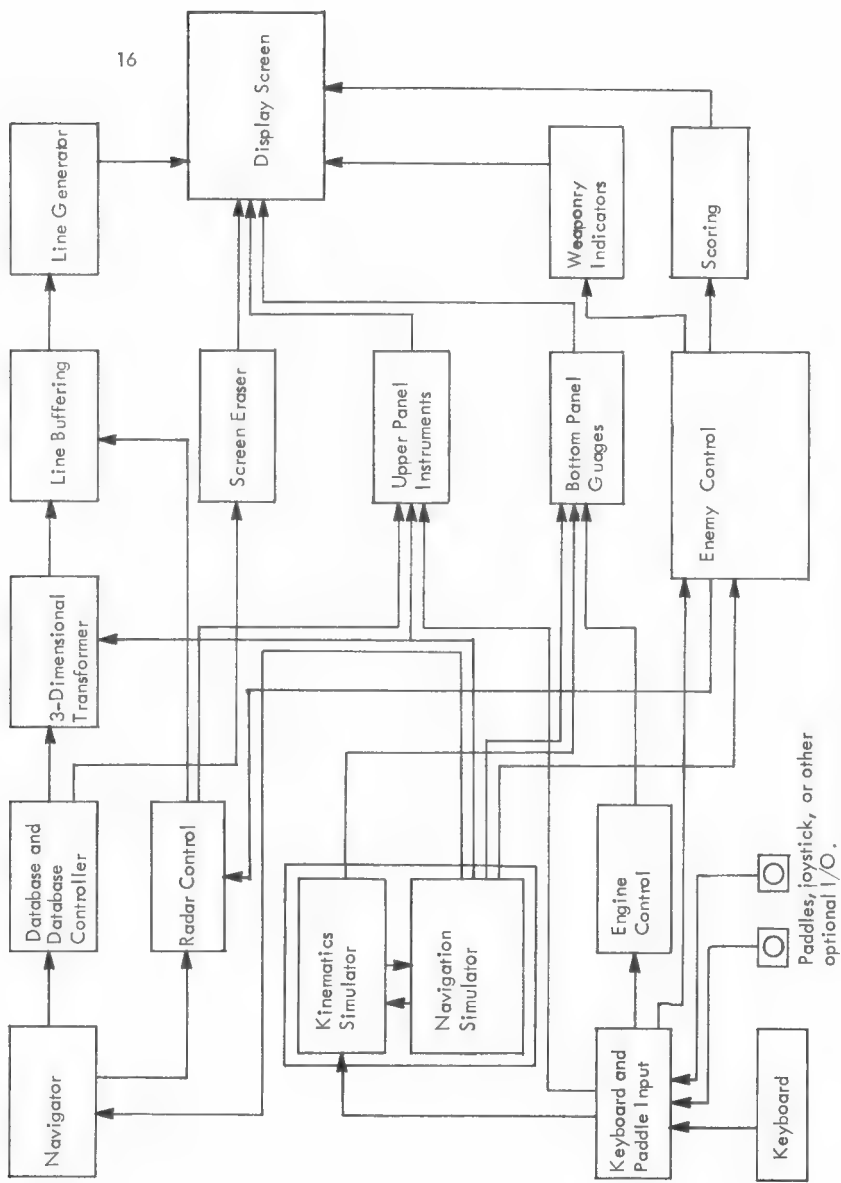 16
Navigator
Database and
Database
Controller
3-Dimensional
Transformer
Line Buffering
Line Generator
Display Screen
Radar Control
Screen Eraser
Kinematics
Simulator
Navigation
Simulator
Upper Panel
Instruments
Bottom Panel
Guages
Weaponry
Indicators
Keyboard and
Paddle Input
Engine
Control
Enemy Control
Scoring
Keyboard
Paddles, joystick, or other
optional I/O.